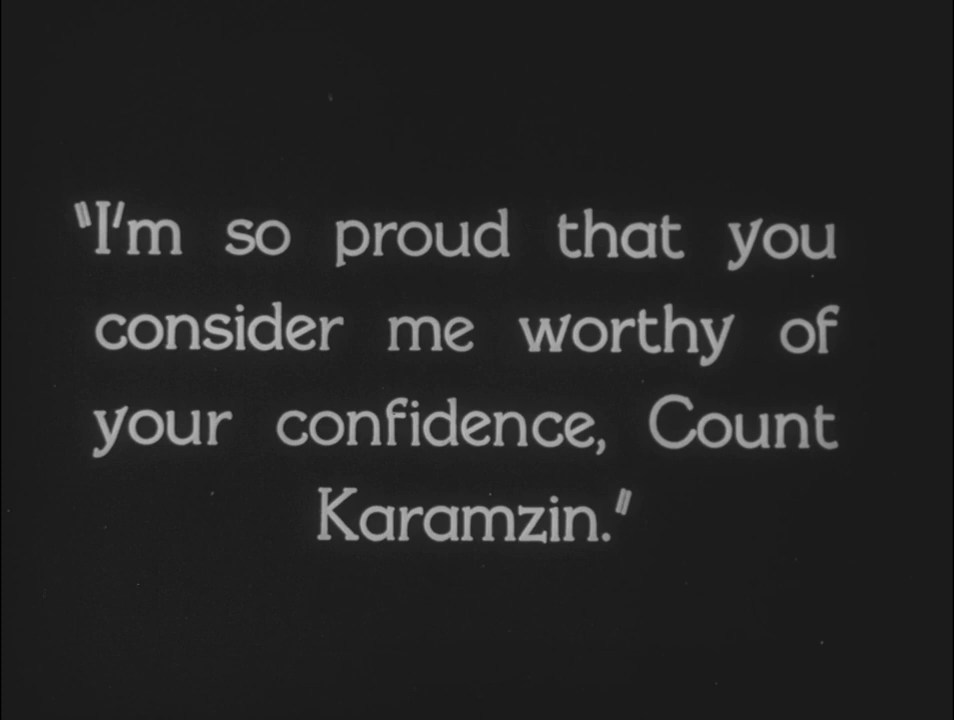 "I'm so proud that you
consider me worthy of
your confidence, Count
Karamzin."